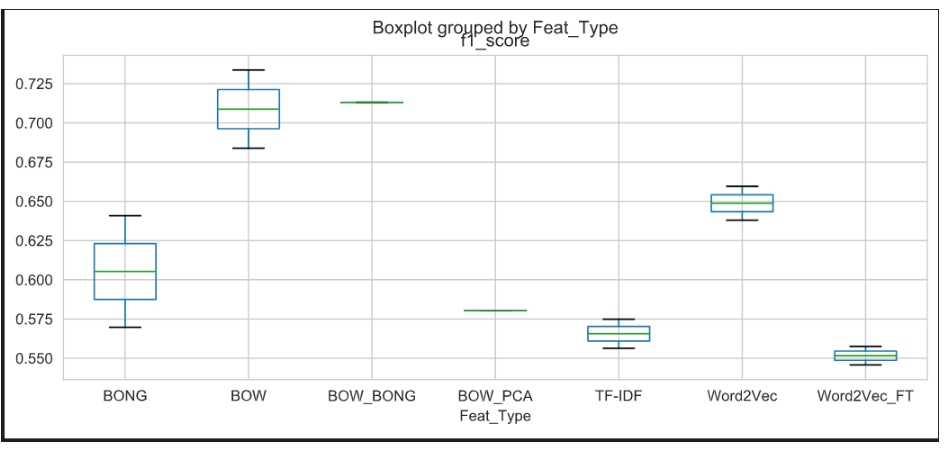 Boxplot grouped by Feat_Type
f1_score
0.725
0.700
0.675
0.650
0.625
0.600
0.575
0.550
BONG BOW BOW_BONG BOW_PCA TF-IDF Word2Vec Word2Vec_FT
Feat_Type